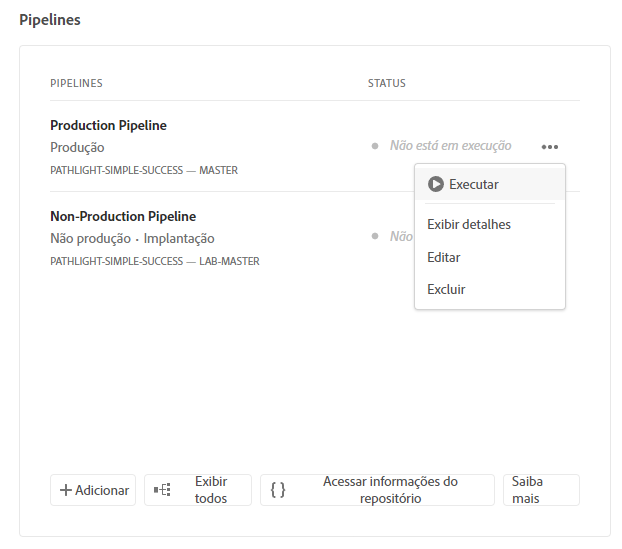 Pipelines
PIPELINES STATUS
Production Pipeline
Produção
Não está em execução
PATHLIGHT-SIMPLE-SUCCESS — MASTER
Executar
Non-Production Pipeline
Exibir detalhes
Não produção · Implantação
Não
Editar
PATHLIGHT-SIMPLE-SUCCESS — LAB-MASTER
Excluir
Adicionar
Exibir
todos
Acessar informações do
repositório
Saiba
mais